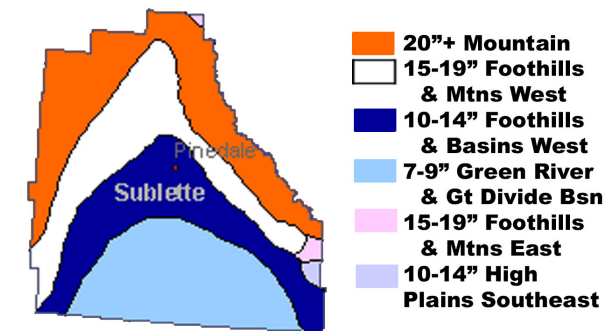 Pinedale
Sublette
20”+ Mountain
15-19” Foothills
& Mtns West
10-14” Foothills
& Basins West
7-9” Green River
& Gt Divide Bsn
15-19” Foothills
& Mtns East
10-14” High
Plains Southeast